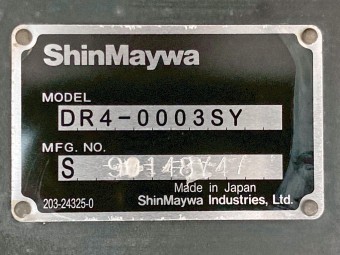 ShinMaywa
MODEL
DR4-0003SY
MFG. NO.
S
Made in Japan
203-24325-0 ShinMaywa Industries, Ltd.